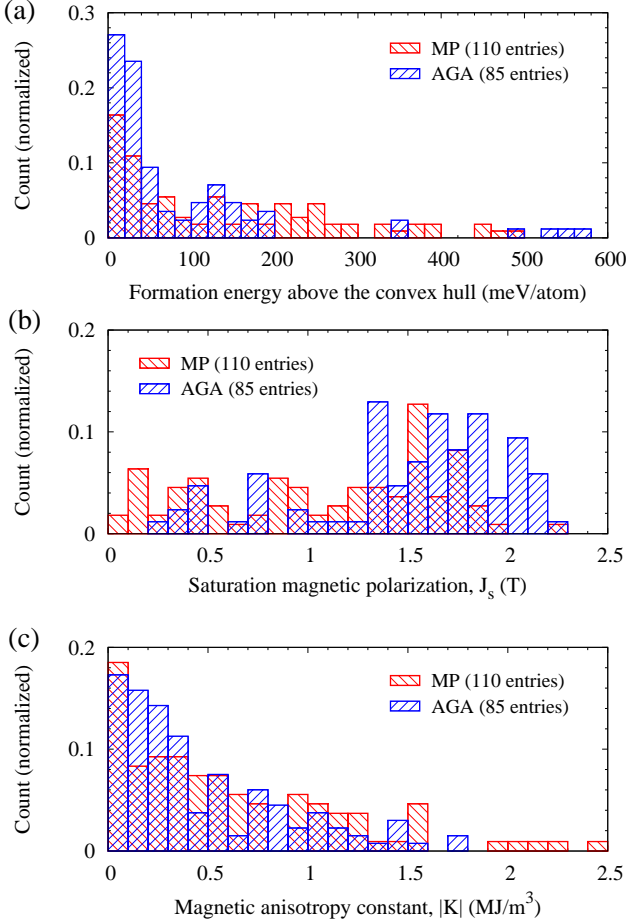 (a)
0.3
0.2
0.1
0
Count (normalized)
MP (110 entries)
AGA (85 entries)
0 100 200 300 400 500 600
Formation energy above the convex hull (meV/atom)
(b)
0.2
0.1
0
Count (normalized)
MP (110 entries)
AGA (85 entries)
0 0.5 1 1.5 2 2.5
Saturation magnetic polarization, J_s (T)
(c)
0.2
0.1
0
Count (normalized)
MP (110 entries)
AGA (85 entries)
0 0.5 1 1.5 2 2.5
Magnetic anisotropy constant, |K| (MJ/m³)